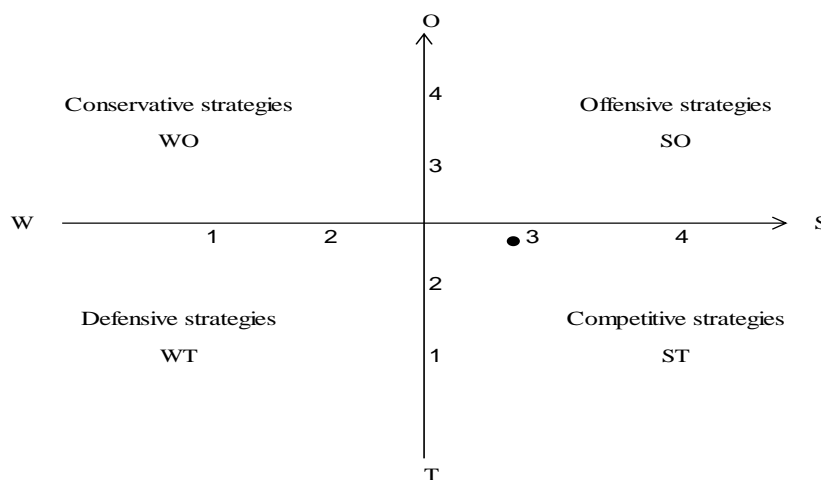 O
4
Conservative strategies Offensive strategies
WO SO
3
W S
1 2 3 4
2
Defensive strategies Competitive strategies
WT 1 ST
T